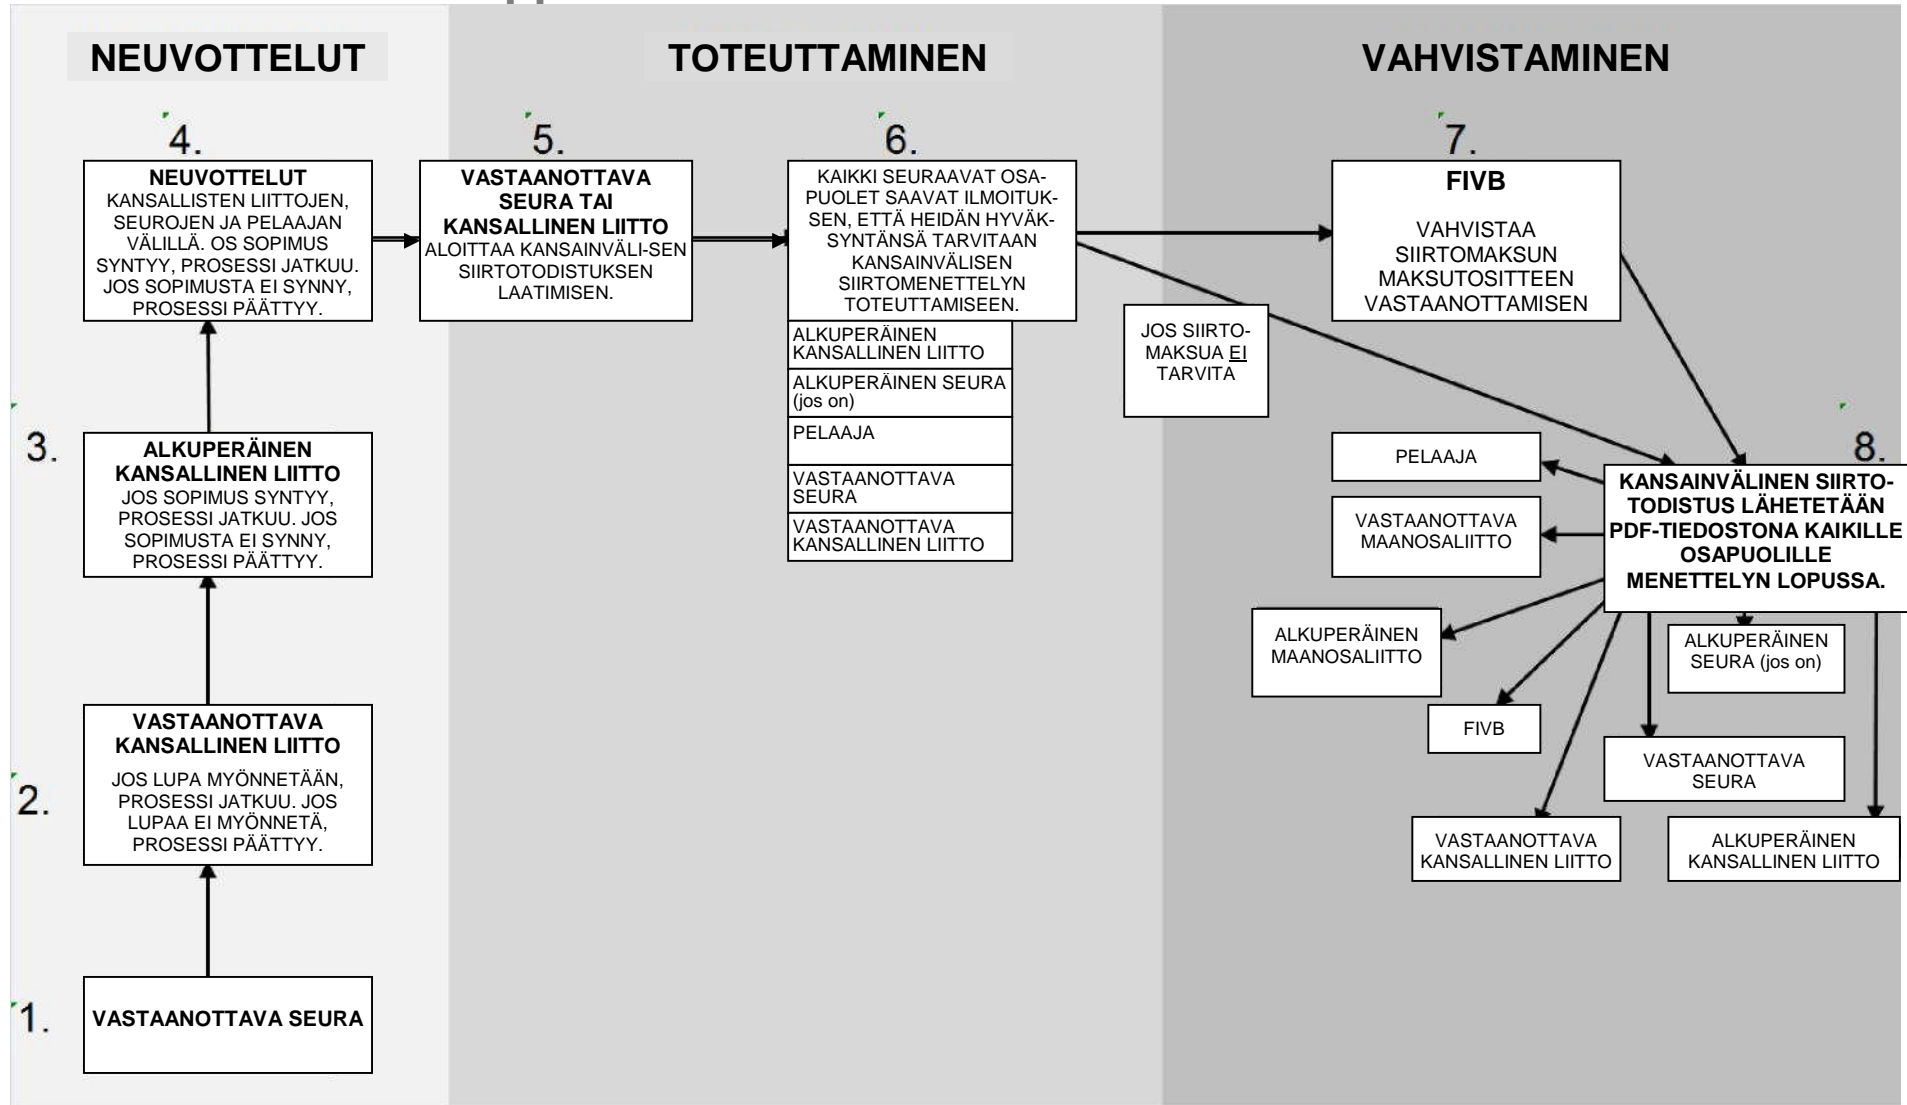 NEUVOTTELUT
TOTEUTTAMINEN
VAHVISTAMINEN
4.
NEUVOTTELUT
KANSALLISTEN LIITTOJEN,
SEUROJEN JA PELAAJAN
VÄLILLÄ. OS SOPIMUS
SYNTYY, PROSESSI JATKUU.
JOS SOPIMUSTA EI SYNNY,
PROSESSI PÄÄTTYY.
5.
VASTAANOTTAVA
SEURA TAI
KANSALLINEN LIITTO
ALOITTAA KANSAINVÄLI-SEN
SIIRTOTODISTUKSEN
LAATIMISEN.
6.
KAIKKI SEURAAVAT OSA-
PUOLET SAAVAT ILMOITUK-
SEN, ETTÄ HEIDÄN HYVÄK-
SYNTÄNSÄ TARVITAAN
KANSAINVÄLISEN
SIIRTOMENETTELYN
TOTEUTTAMISEEN.
ALKUPERÄINEN
KANSALLINEN LIITTO
ALKUPERÄINEN SEURA
(jos on)
PELAAJA
VASTAANOTTAVA
SEURA
VASTAANOTTAVA
KANSALLINEN LIITTO
JOS SIIRTO-
MAKSUA EI
TARVITA
7.
FIVB
VAHVISTAA
SIIRTOMAKSUN
MAKSUTOSITTEEN
VASTAANOTTAMISEN
3.
ALKUPERÄINEN
KANSALLINEN LIITTO
JOS SOPIMUS SYNTYY,
PROSESSI JATKUU. JOS
SOPIMUSTA EI SYNNY,
PROSESSI PÄÄTTYY.
2.
VASTAANOTTAVA
KANSALLINEN LIITTO
JOS LUPA MYÖNNETÄÄN,
PROSESSI JATKUU. JOS
LUPAA EI MYÖNNETÄ,
PROSESSI PÄÄTTYY.
1.
VASTAANOTTAVA SEURA
8.
KANSAINVÄLINEN SIIRTO-
TODISTUS LÄHETETÄÄN
PDF-TIEDOSTONA KAIKILLE
OSAPUOLILLE
MENETTELYN LOPUSSA.
PELAAJA
VASTAANOTTAVA
MAANOSALIITTO
ALKUPERÄINEN
MAANOSALIITTO
FIVB
VASTAANOTTAVA
KANSALLINEN LIITTO
VASTAANOTTAVA
SEURA
ALKUPERÄINEN
SEURA (jos on)
ALKUPERÄINEN
KANSALLINEN LIITTO